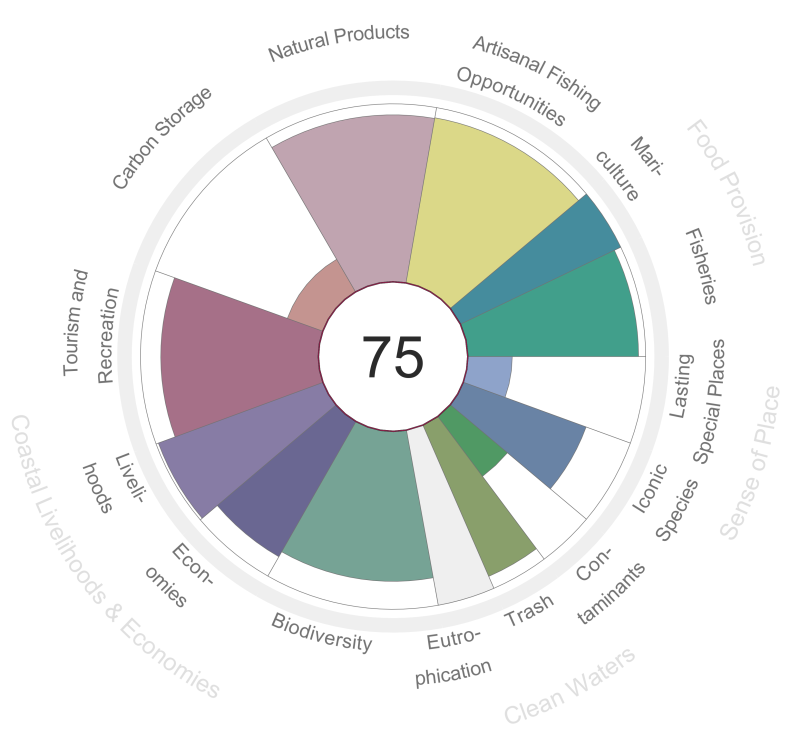 Natural Products
Artisanal Fishing
Opportunities
Mari-
culture
Fisheries
Food Provision
Lasting
Special Places
Iconic
Species
Sense of Place
Con-
taminants
Trash
Eutro-
phication
Clean Waters
Biodiversity
Econ-
omies
Liveli-
hoods
Coastal Livelihoods & Economies
Tourism and
Recreation
Carbon Storage
75